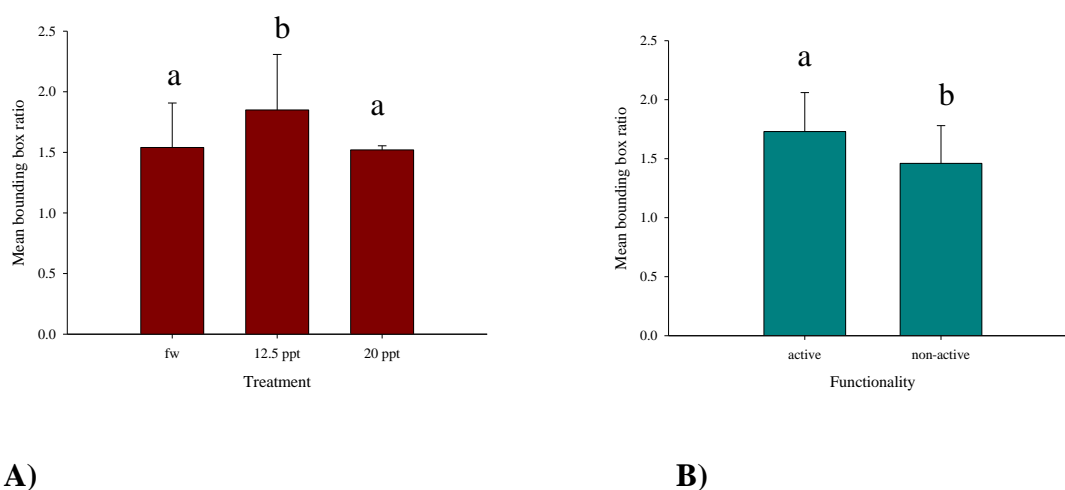 Mean bounding box ratio
2.5
2.0
1.5
1.0
0.5
0.0
a
b
a
fw 12.5 ppt 20 ppt
Treatment
A)
Mean bounding box ratio
2.5
2.0
1.5
1.0
0.5
0.0
a
b
active non-active
Functionality
B)